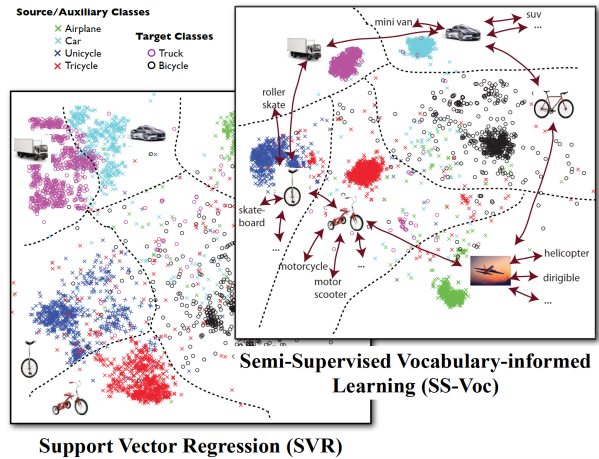 Source/Auxiliary Classes
Airplane
Car
Unicycle
Tricycle
Target Classes
Truck
Bicycle
mini van
suv
...
roller
skate
skate-
board
...
motorcycle
motor
scooter
...
helicopter
dirigible
...
Semi-Supervised Vocabulary-informed
Learning (SS-Voc)
Support Vector Regression (SVR)